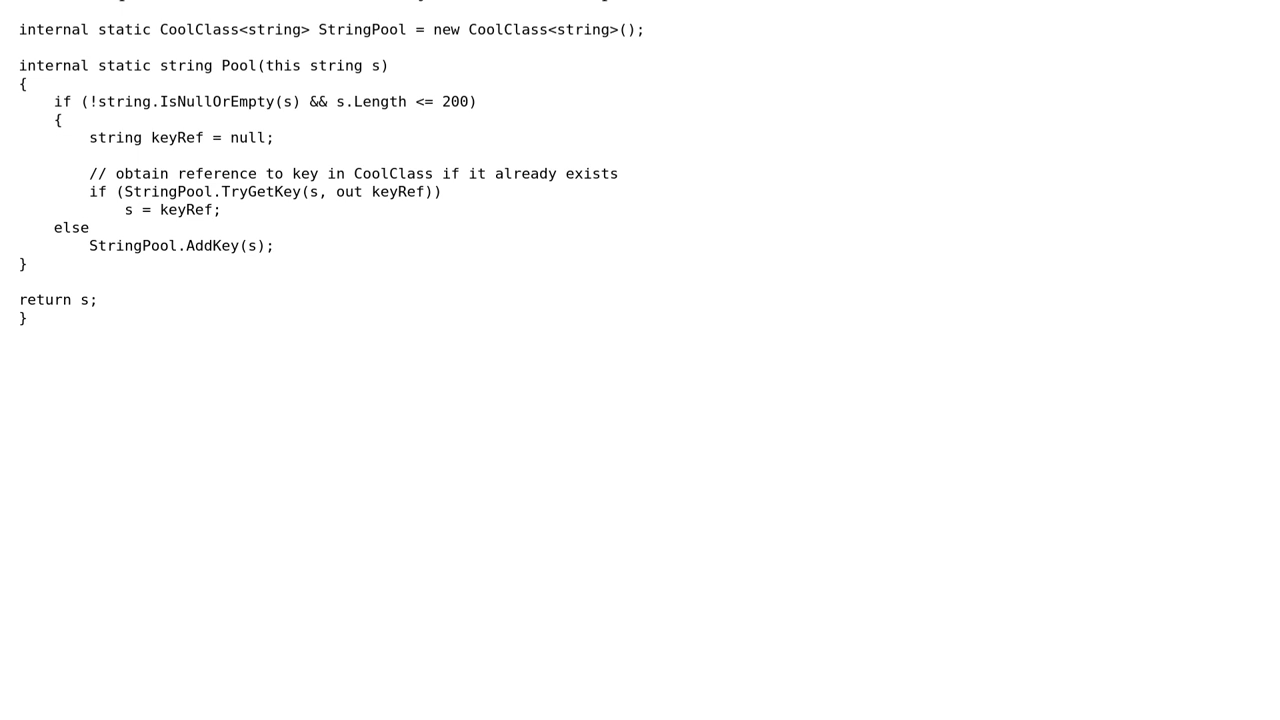 internal static CoolClass<string> StringPool = new CoolClass<string>();
internal static string Pool(this string s)
{
if (!string.IsNullOrEmpty(s) && s.Length <= 200)
{
string keyRef = null;
// obtain reference to key in CoolClass if it already exists
if (StringPool.TryGetKey(s, out keyRef))
s = keyRef;
else
StringPool.AddKey(s);
}
return s;
}